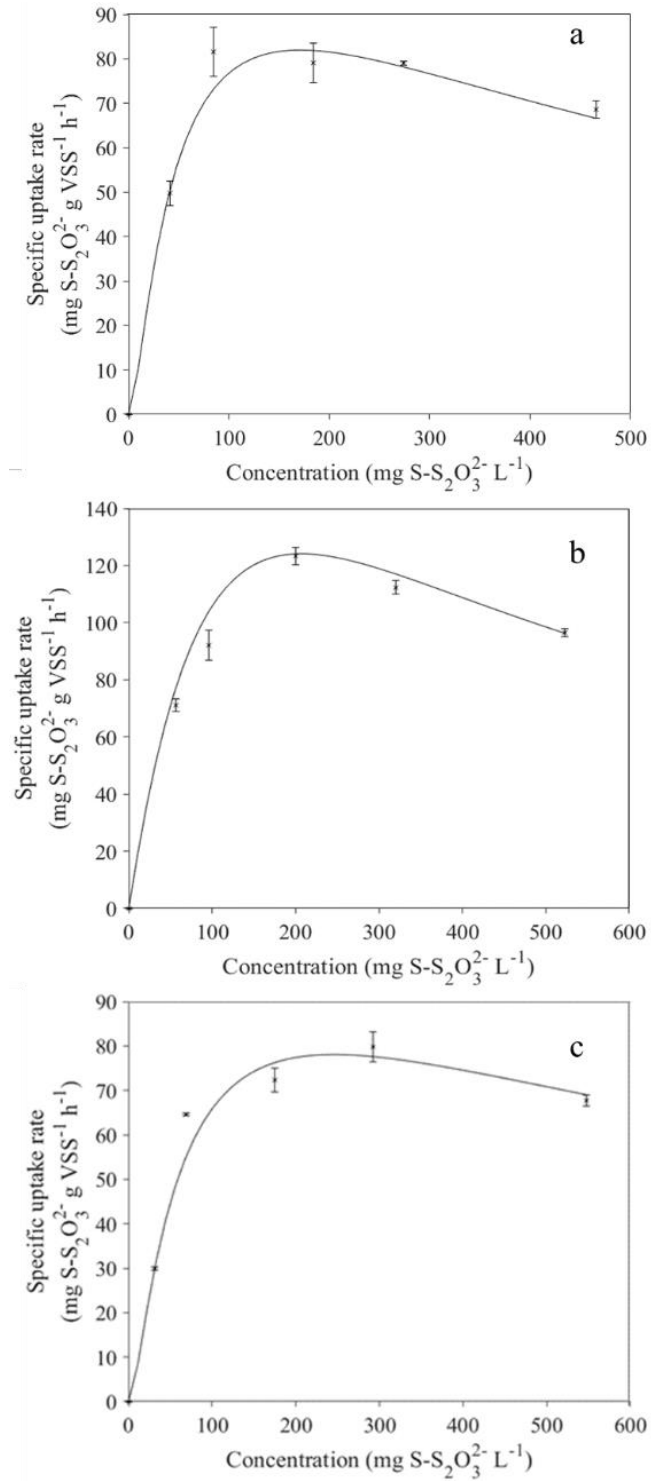 a
90
80
70
60
50
40
30
20
10
0
Specific uptake rate
(mg S-S₂O₃²⁻ g VSS⁻¹ h⁻¹)
0 100 200 300 400 500
Concentration (mg S-S₂O₃²⁻ L⁻¹)
b
140
120
100
80
60
40
20
0
Specific uptake rate
(mg S-S₂O₃²⁻ g VSS⁻¹ h⁻¹)
0 100 200 300 400 500 600
Concentration (mg S-S₂O₃²⁻ L⁻¹)
c
90
80
70
60
50
40
30
20
10
0
Specific uptake rate
(mg S-S₂O₃²⁻ g VSS⁻¹ h⁻¹)
0 100 200 300 400 500 600
Concentration (mg S-S₂O₃²⁻ L⁻¹)